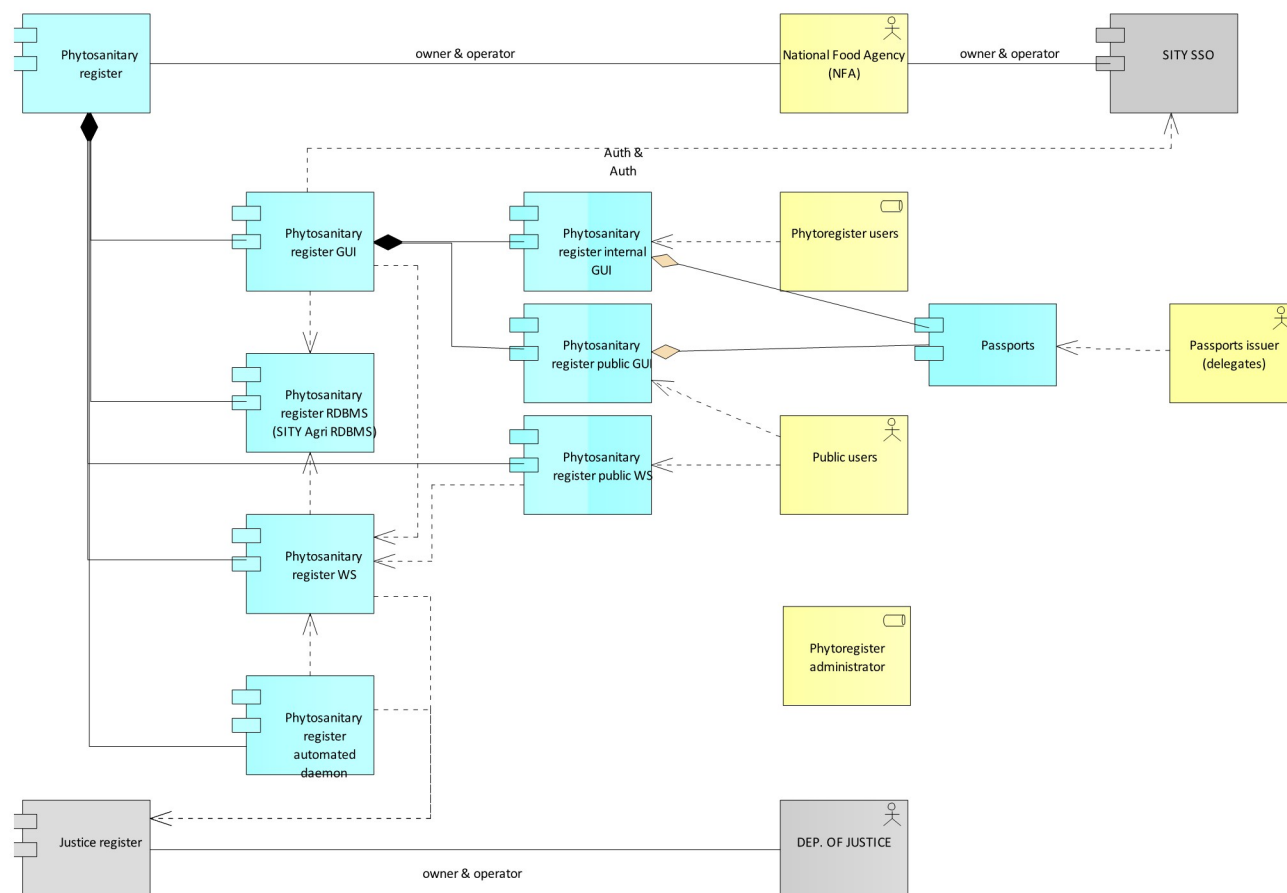 Phytosanitary
register
owner & operator
National Food Agency
(NFA)
owner & operator
SITY SSO
Auth &
Auth
Phytosanitary
register GUI
Phytosanitary
register internal
GUI
Phytoregister users
Phytosanitary
register public GUI
Passports
Passports issuer
(delegates)
Phytosanitary
register RDBMS
(SITY Agri RDBMS)
Phytosanitary
register public WS
Public users
Phytosanitary
register WS
Phytoregister
administrator
Phytosanitary
register
automated
daemon
Justice register
owner & operator
DEP. OF JUSTICE